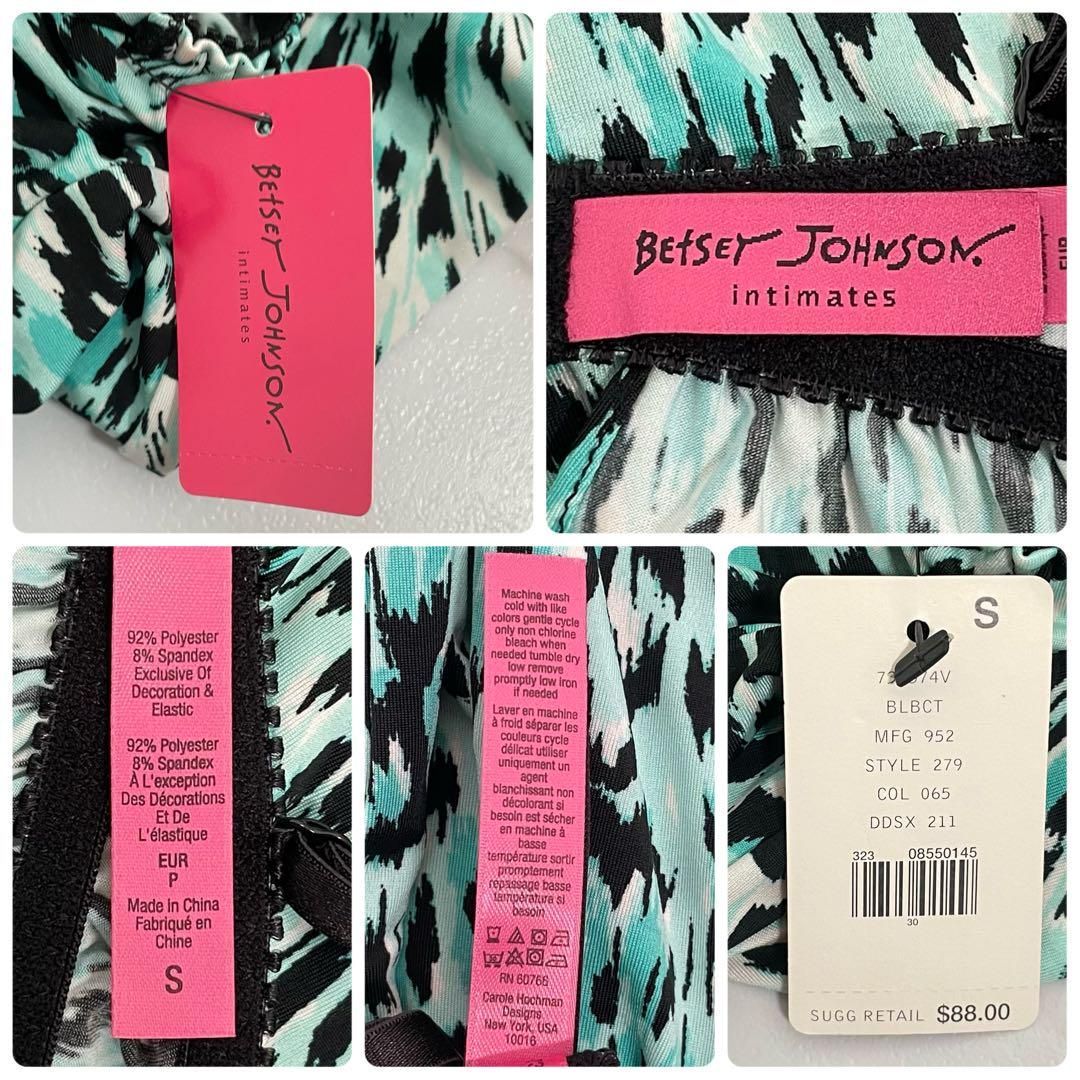 BETSEY JOHNSON.
intimates
BETSEY JOHNSON.
intimates
EUR
92% Polyester
8% Spandex
Exclusive Of
Decoration &
Elastic
92% Polyester
8% Spandex
À L'exception
Des Décorations
Et De
L'élastique
EUR
P
Made in China
Fabriqué en
Chine
S
Machine wash
cold with like
colors gentle cycle
only non chlorine
bleach when
needed tumble dry
low remove
promptly low iron
if needed
Laver en machine
à froid séparer les
couleurs cycle
délicat utiliser
uniquement un
agent
blanchissant non
décolorant si
besoin est sécher
en machine à
basse
température sortir
promptement
repassage basse
température si
besoin
RN 60766
Carole Hochman
Designs
New York, USA
10016
S
BLBCT
MFG 952
STYLE 279
COL 065
DDSX 211
323 08550145
30
SUGG RETAIL $88.00